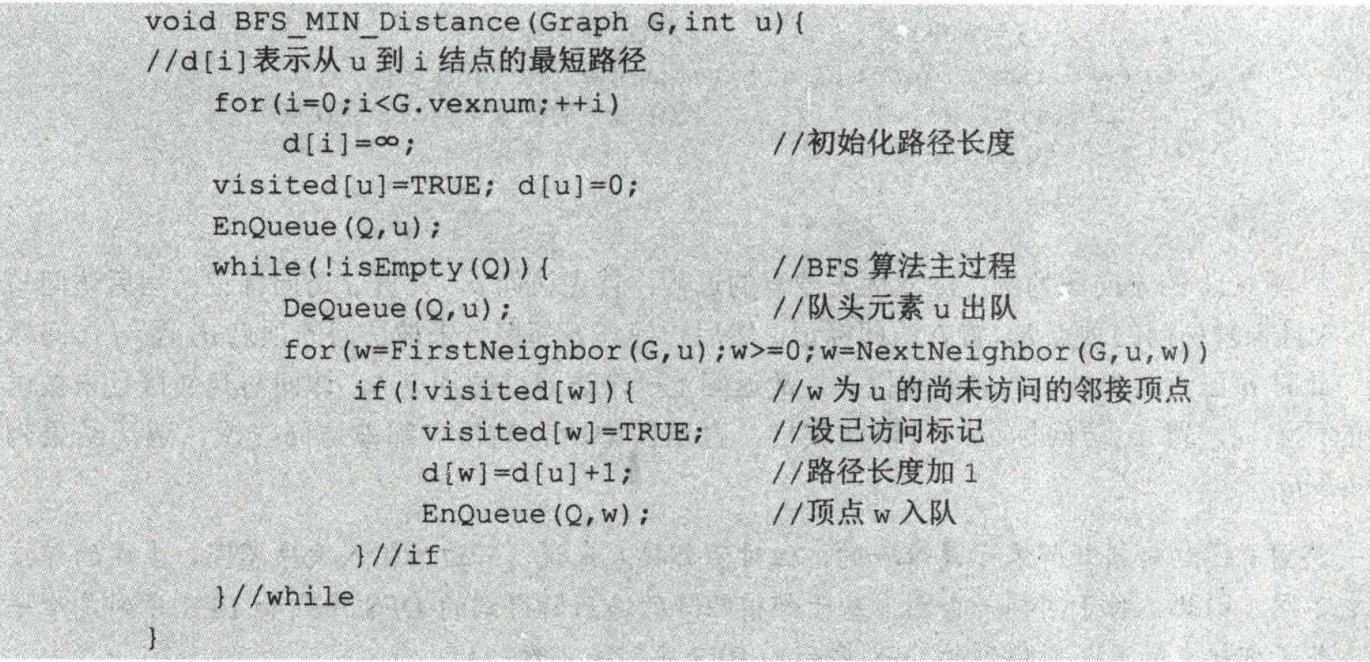 void BFS_MIN_Distance(Graph G,int u){
//d[i]表示从 u 到 i 结点的最短路径
for(i=0;i<G.vexnum;++i)
d[i]=∞; //初始化路径长度
visited[u]=TRUE; d[u]=0;
EnQueue(Q,u);
while(!isEmpty(Q)){ //BFS 算法主过程
DeQueue(Q,u); //队头元素 u 出队
for(w=FirstNeighbor(G,u);w>=0;w=NextNeighbor(G,u,w))
if(!visited[w]){ //w 为 u 的尚未访问的邻接顶点
visited[w]=TRUE; //设已访问标记
d[w]=d[u]+1; //路径长度加 1
EnQueue(Q,w); //顶点 w 入队
}//if
}//while
}